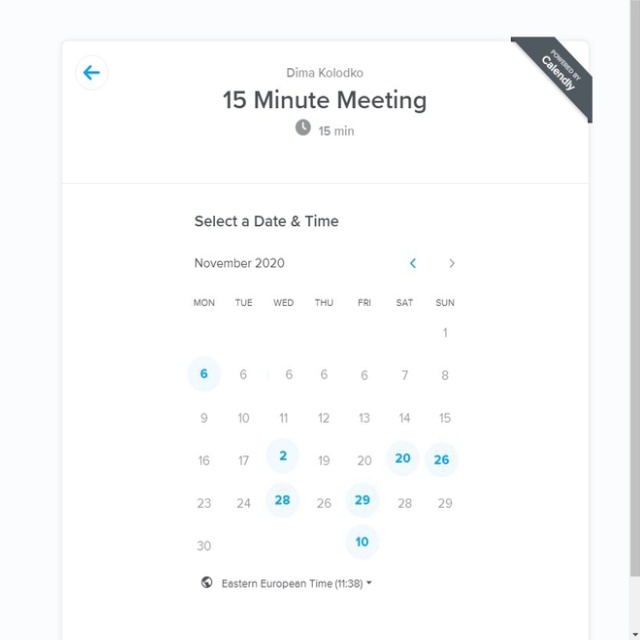 POWERED BY
Calendly
Dima Kolodko
15 Minute Meeting
15 min
Select a Date & Time
November 2020
MON TUE WED THU FRI SAT SUN
1
6 6 6 6 6 7 8
9 10 11 12 13 14 15
16 17 2 19 20 20 26
23 24 28 26 29 28 29
30 10
Eastern European Time (11:38)